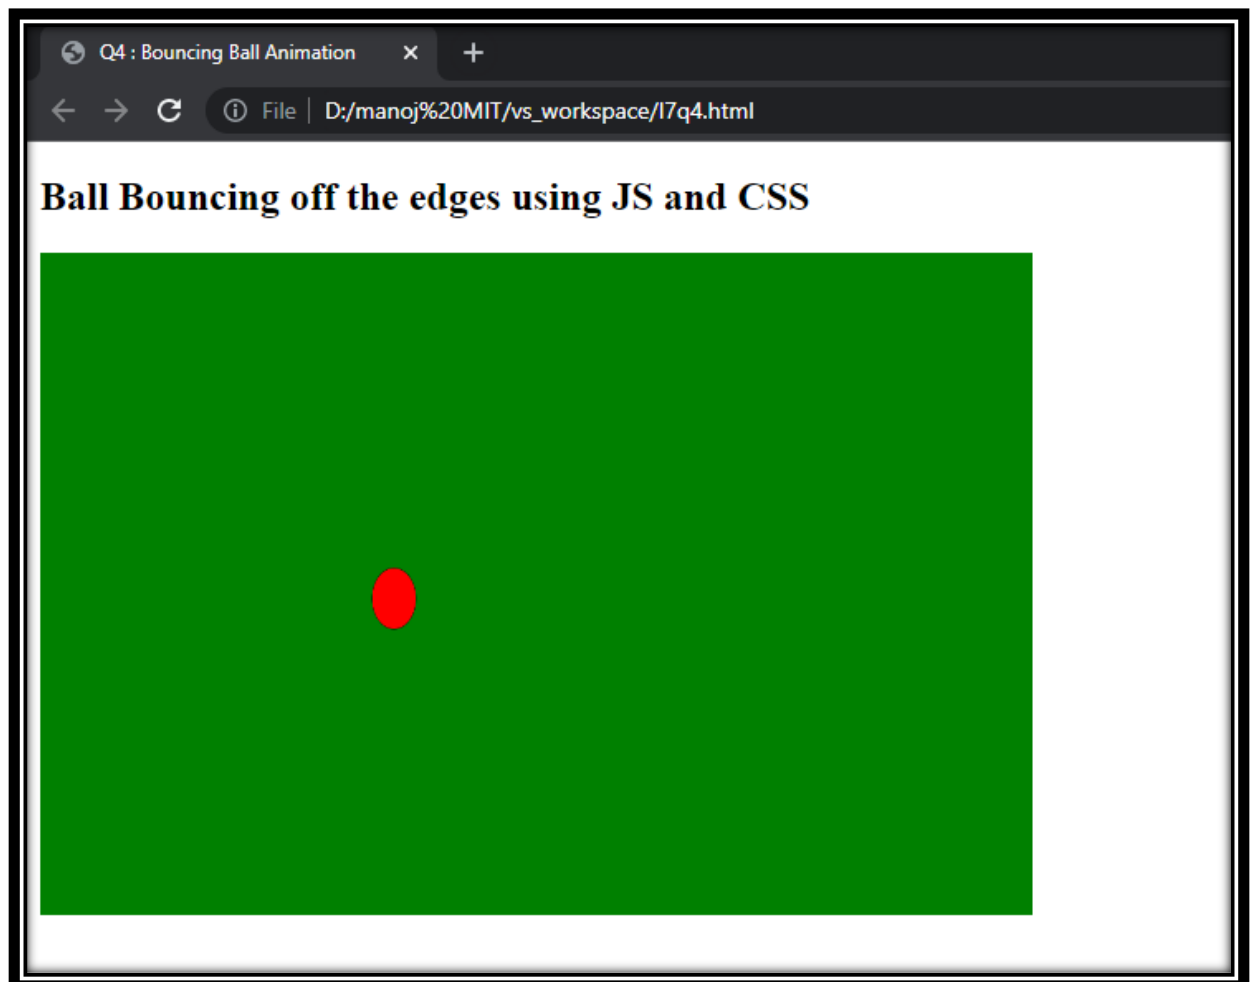 Q4 : Bouncing Ball Animation
File D:/manoj%20MIT/vs_workspace/l7q4.html
Ball Bouncing off the edges using JS and CSS